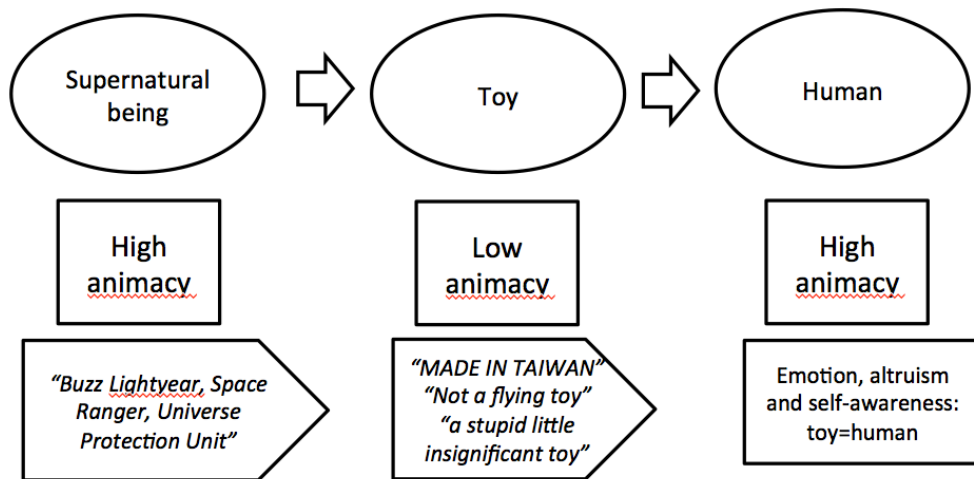 Supernatural
being
Toy
Human
High
animacy
Low
animacy
High
animacy
“Buzz Lightyear, Space
Ranger, Universe
Protection Unit”
“MADE IN TAIWAN”
“Not a flying toy”
“a stupid little
insignificant toy”
Emotion, altruism
and self-awareness:
toy=human